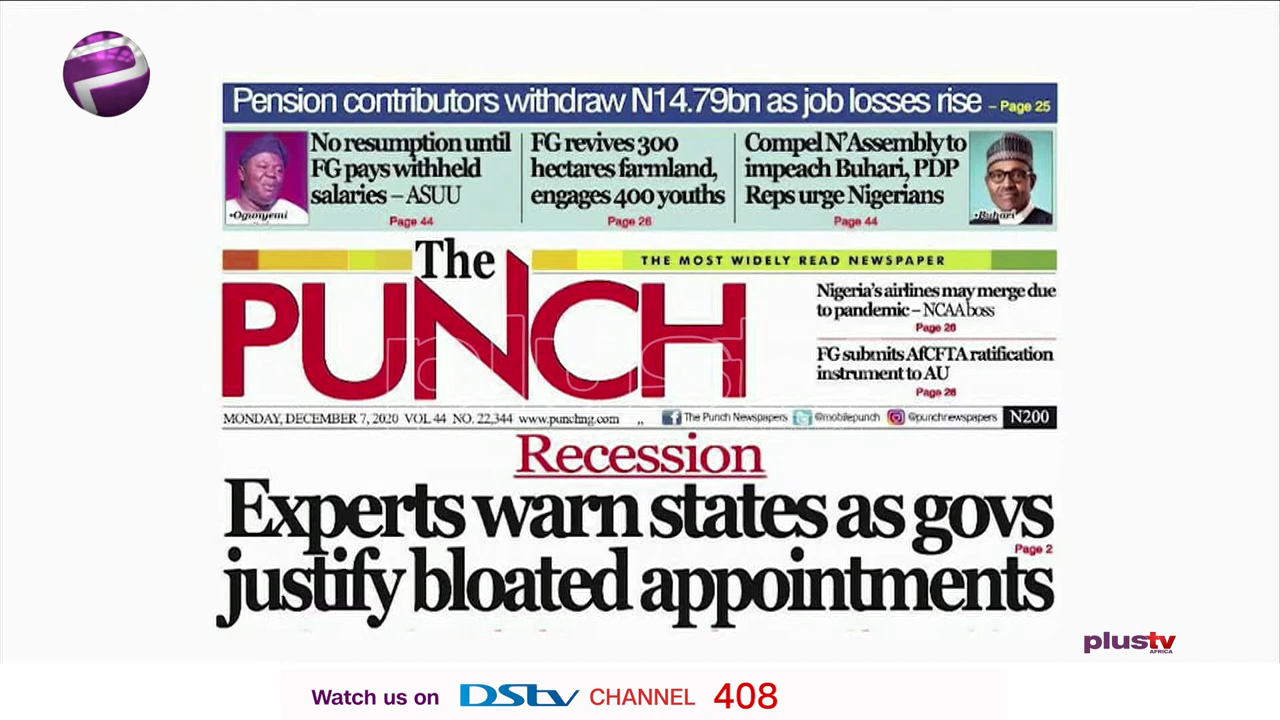 Pension contributors withdraw N14.79bn as job losses rise – Page 25
No resumption until
FG pays withheld
salaries – ASUU
Page 44
•Ogunyemi
FG revives 300
hectares farmland,
engages 400 youths
Page 26
Compel N'Assembly to
impeach Buhari, PDP
Reps urge Nigerians
Page 44
•Buhari
The
PUNCH
THE MOST WIDELY READ NEWSPAPER
Nigeria's airlines may merge due
to pandemic – NCAA boss
Page 26
FG submits AfCFTA ratification
instrument to AU
Page 26
MONDAY, DECEMBER 7, 2020 VOL 44 NO. 22,344 www.punchng.com ,, The Punch Newspapers @mobilepunch @punchnewspapers N200
plus
Recession
Experts warn states as govs
Page 2
justify bloated appointments
plustv
AFRICA
Watch us on DStv CHANNEL 408